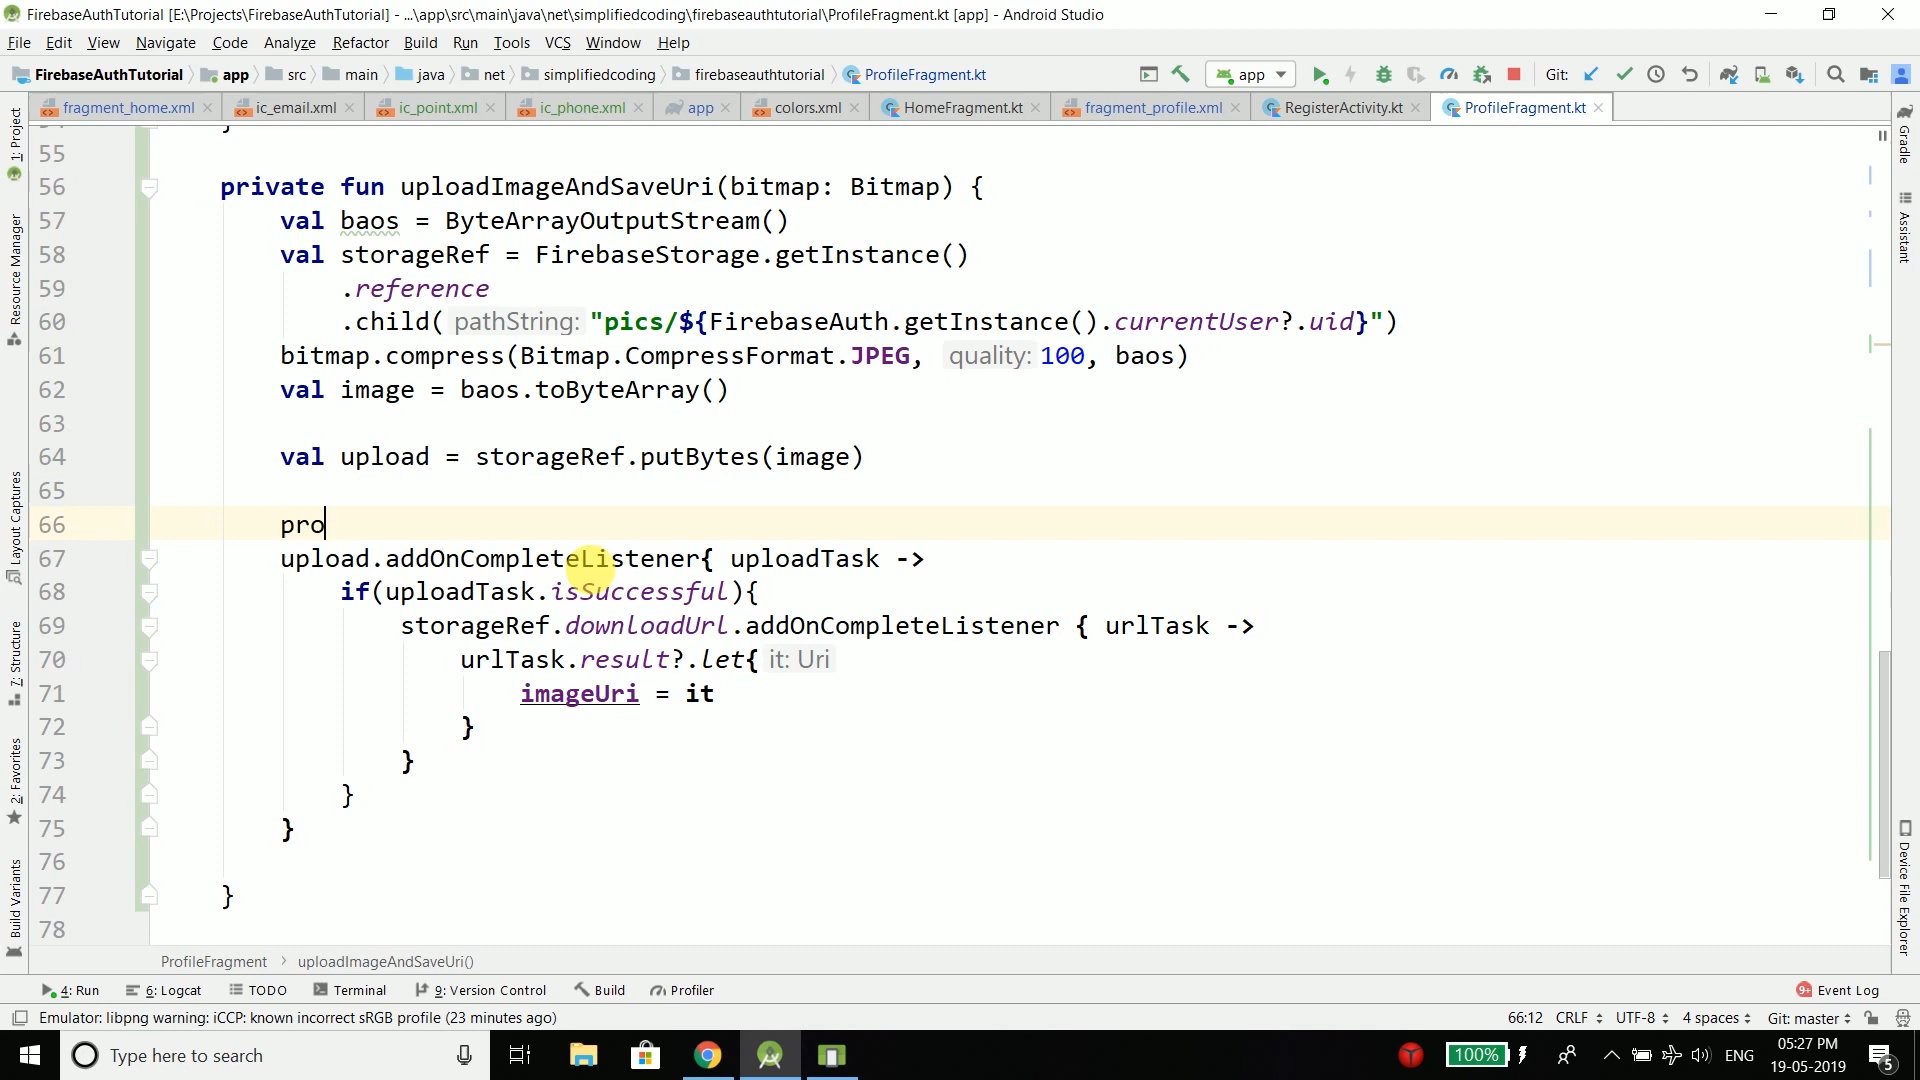 FirebaseAuthTutorial [E:\Projects\FirebaseAuthTutorial] - ...\app\src\main\java\net\simplifiedcoding\firebaseauthtutorial\ProfileFragment.kt [app] - Android Studio
File Edit View Navigate Code Analyze Refactor Build Run Tools VCS Window Help
FirebaseAuthTutorial app src main java net simplifiedcoding firebaseauthtutorial ProfileFragment.kt app Git:
fragment_home.xml ic_email.xml ic_point.xml ic_phone.xml app colors.xml HomeFragment.kt fragment_profile.xml RegisterActivity.kt ProfileFragment.kt
1: Project
Resource Manager
Layout Captures
7: Structure
2: Favorites
Build Variants
}
55
56 private fun uploadImageAndSaveUri(bitmap: Bitmap) {
57 val baos = ByteArrayOutputStream()
58 val storageRef = FirebaseStorage.getInstance()
59 .reference
60 .child( pathString: "pics/${FirebaseAuth.getInstance().currentUser?.uid}")
61 bitmap.compress(Bitmap.CompressFormat.JPEG, quality: 100, baos)
62 val image = baos.toByteArray()
63
64 val upload = storageRef.putBytes(image)
65
66 pro
67 upload.addOnCompleteListener{ uploadTask ->
68 if(uploadTask.isSuccessful){
69 storageRef.downloadUrl.addOnCompleteListener { urlTask ->
70 urlTask.result?.let{ it: Uri
71 imageUri = it
72 }
73 }
74 }
75 }
76
77 }
78
Gradle
Assistant
Device File Explorer
ProfileFragment > uploadImageAndSaveUri()
4: Run 6: Logcat TODO Terminal 9: Version Control Build Profiler 9+ Event Log
Emulator: libpng warning: iCCP: known incorrect sRGB profile (23 minutes ago) 66:12 CRLF UTF-8 4 spaces Git: master
Type here to search 100% ENG 05:27 PM
19-05-2019 5